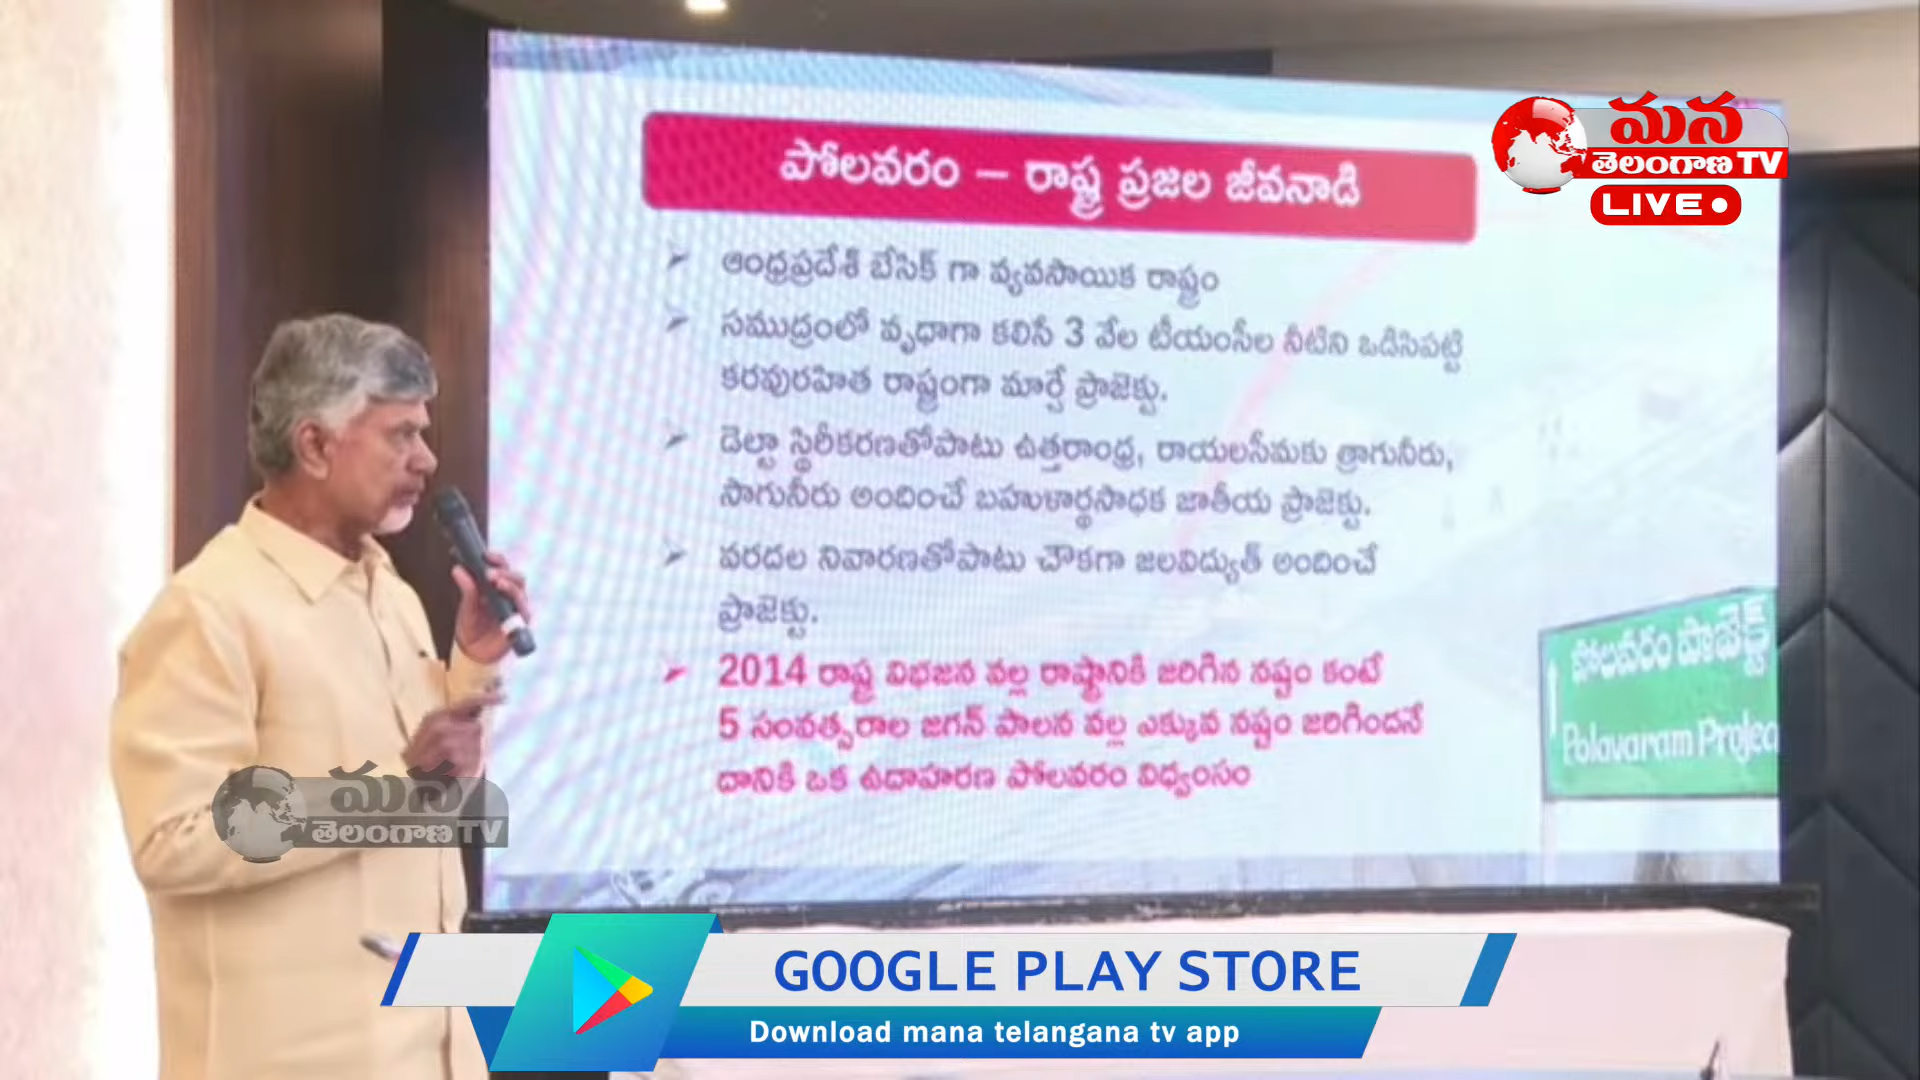 పోలవరం – రాష్ట్ర ప్రజల జీవనాడి
ఆంధ్రప్రదేశ్ బేసిక్ గా వ్యవసాయిక రాష్ట్రం
సముద్రంలో వృధాగా కలిసే 3 వేల టీయంసీల నీటిని ఒడిసిపట్టి
కరవురహిత రాష్ట్రంగా మార్చే ప్రాజెక్టు.
డెల్టా స్థిరీకరణతోపాటు ఉత్తరాంధ్ర, రాయలసీమకు త్రాగునీరు,
సాగునీరు అందించే బహుళార్థసాధక జాతీయ ప్రాజెక్టు.
వరదల నివారణతోపాటు చౌకగా జలవిద్యుత్ అందించే
ప్రాజెక్టు.
2014 రాష్ట్ర విభజన వల్ల రాష్ట్రానికి జరిగిన నష్టం కంటే
5 సంవత్సరాల జగన్ పాలన వల్ల ఎక్కువ నష్టం జరిగిందనే
దానికి ఒక ఉదాహరణ పోలవరం విధ్వంసం
పోలవరం ప్రాజెక్ట్
Polavaram Projec
మన
తెలంగాణ TV
LIVE
మన
తెలంగాణ TV
GOOGLE PLAY STORE
Download mana telangana tv app